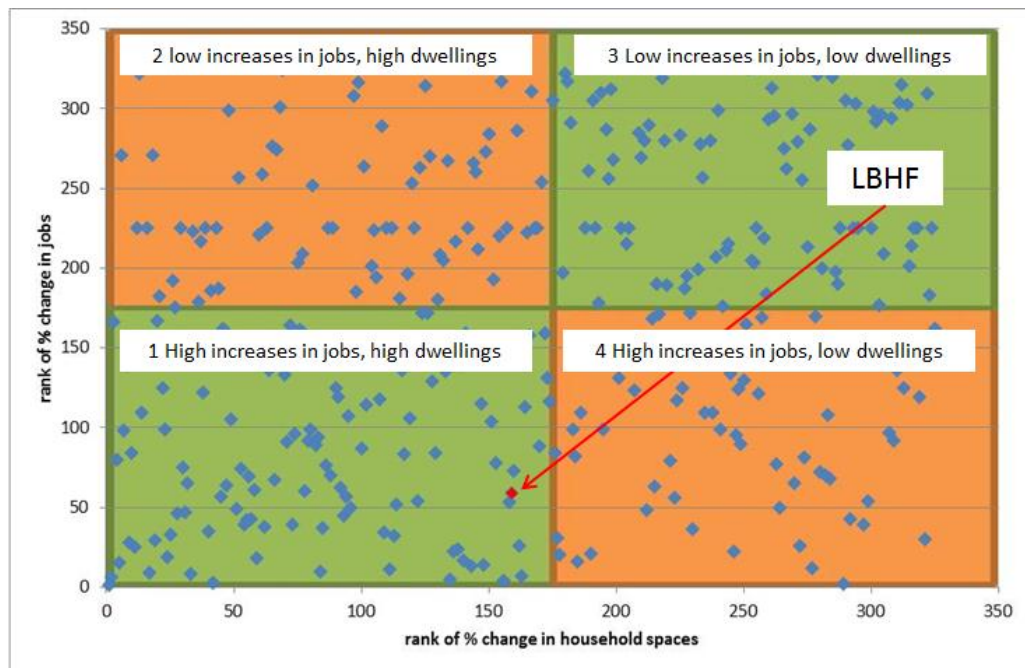 350
2 low increases in jobs, high dwellings
3 Low increases in jobs, low dwellings
300
250
LBHF
200
rank of % change in jobs
150
1 High increases in jobs, high dwellings
4 High increases in jobs, low dwellings
100
50
0
0 50 100 150 200 250 300 350
rank of % change in household spaces